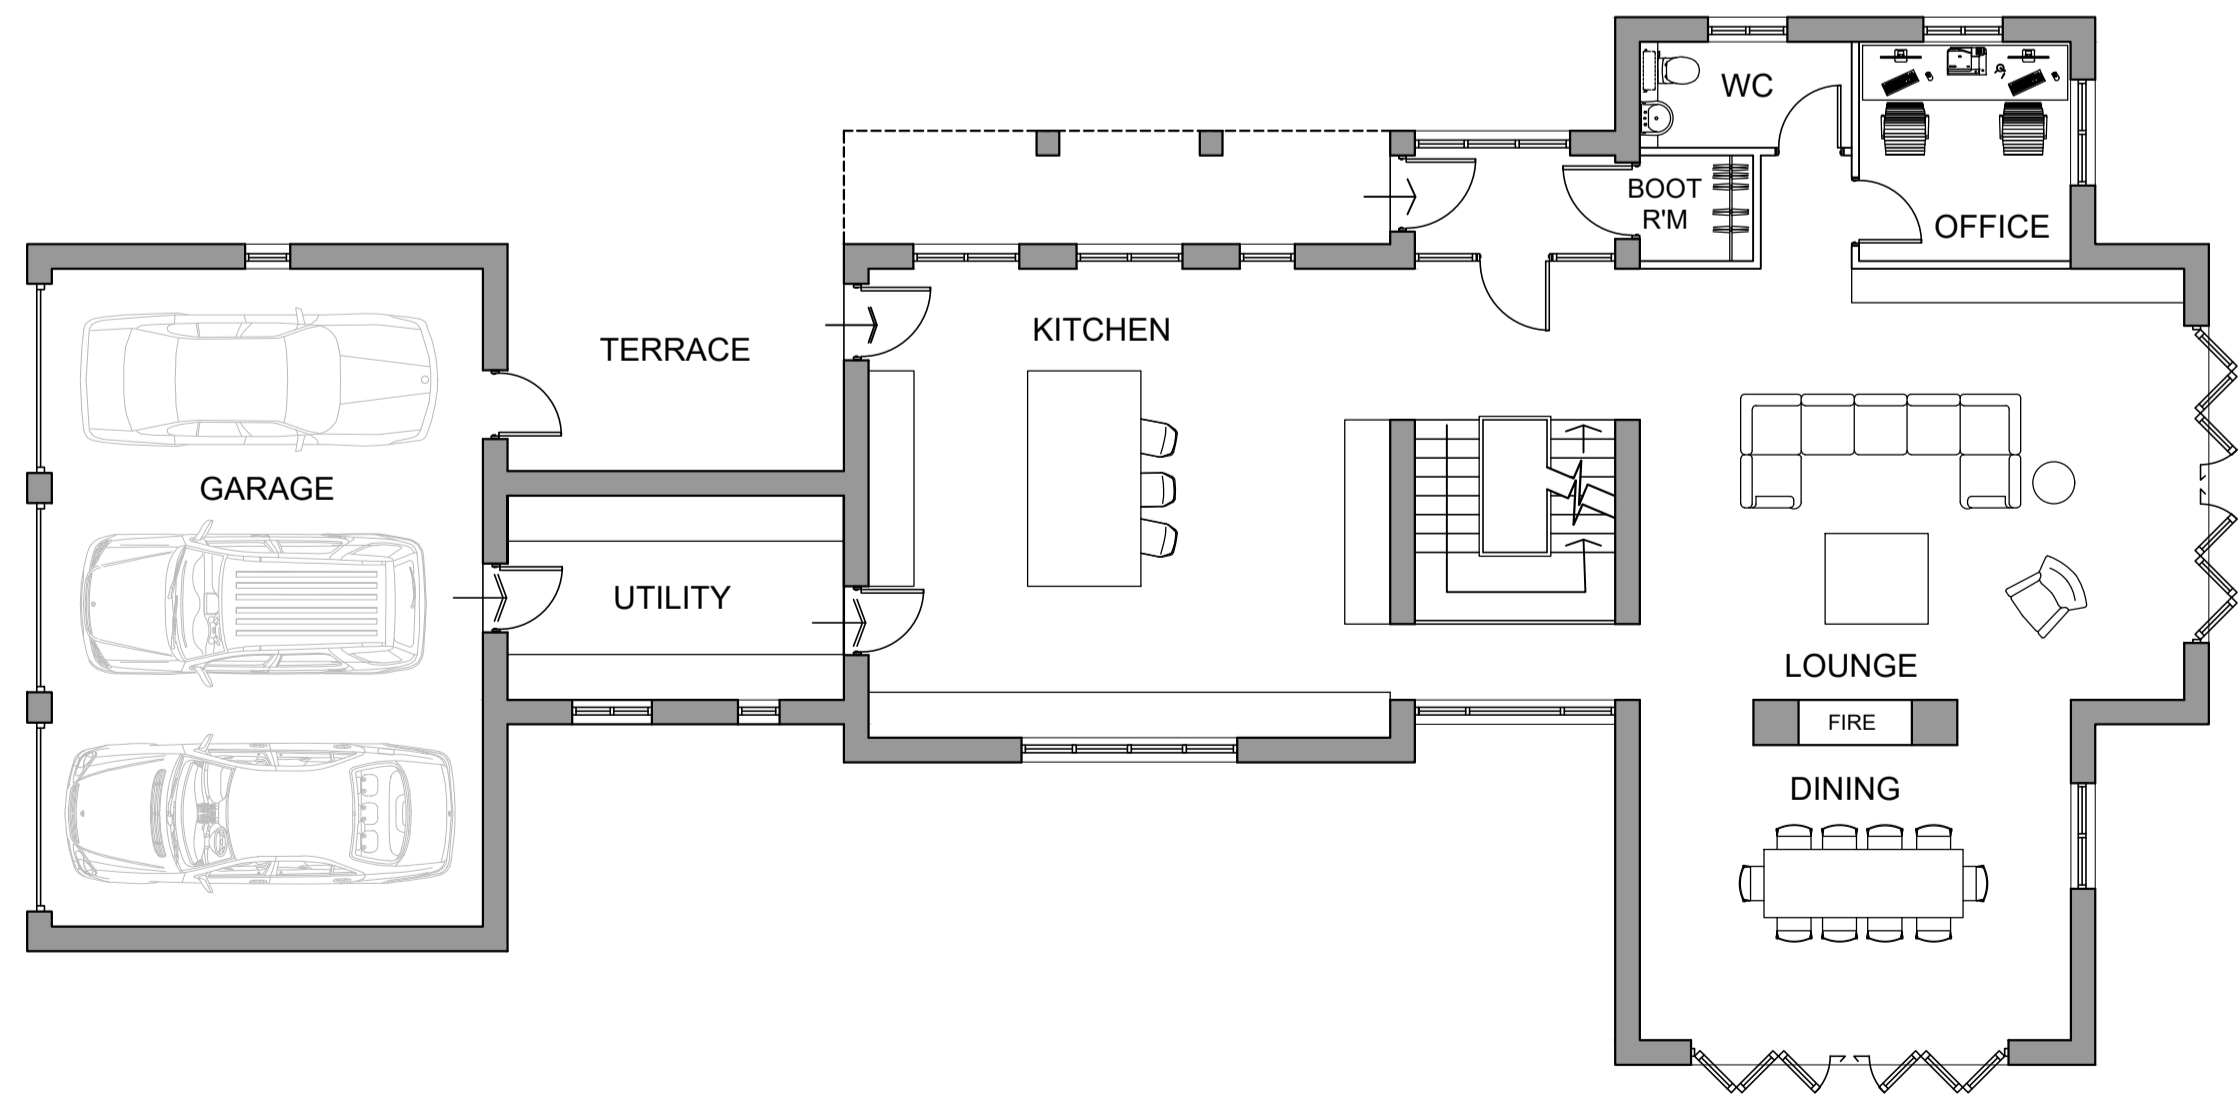 WC
BOOT
R'M
OFFICE
TERRACE
KITCHEN
GARAGE
UTILITY
LOUNGE
FIRE
DINING